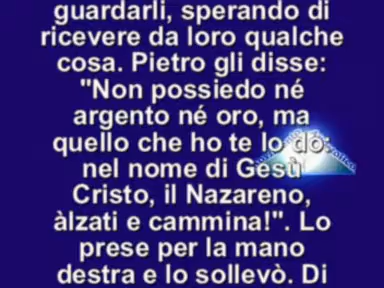 guardarli, sperando di
ricevere da loro qualche
cosa. Pietro gli disse:
"Non possiedo né
argento né oro, ma
quello che ho te lo do:
nel nome di Gesù
Cristo, il Nazareno,
àlzati e cammina!". Lo
prese per la mano
destra e lo sollevò. Di